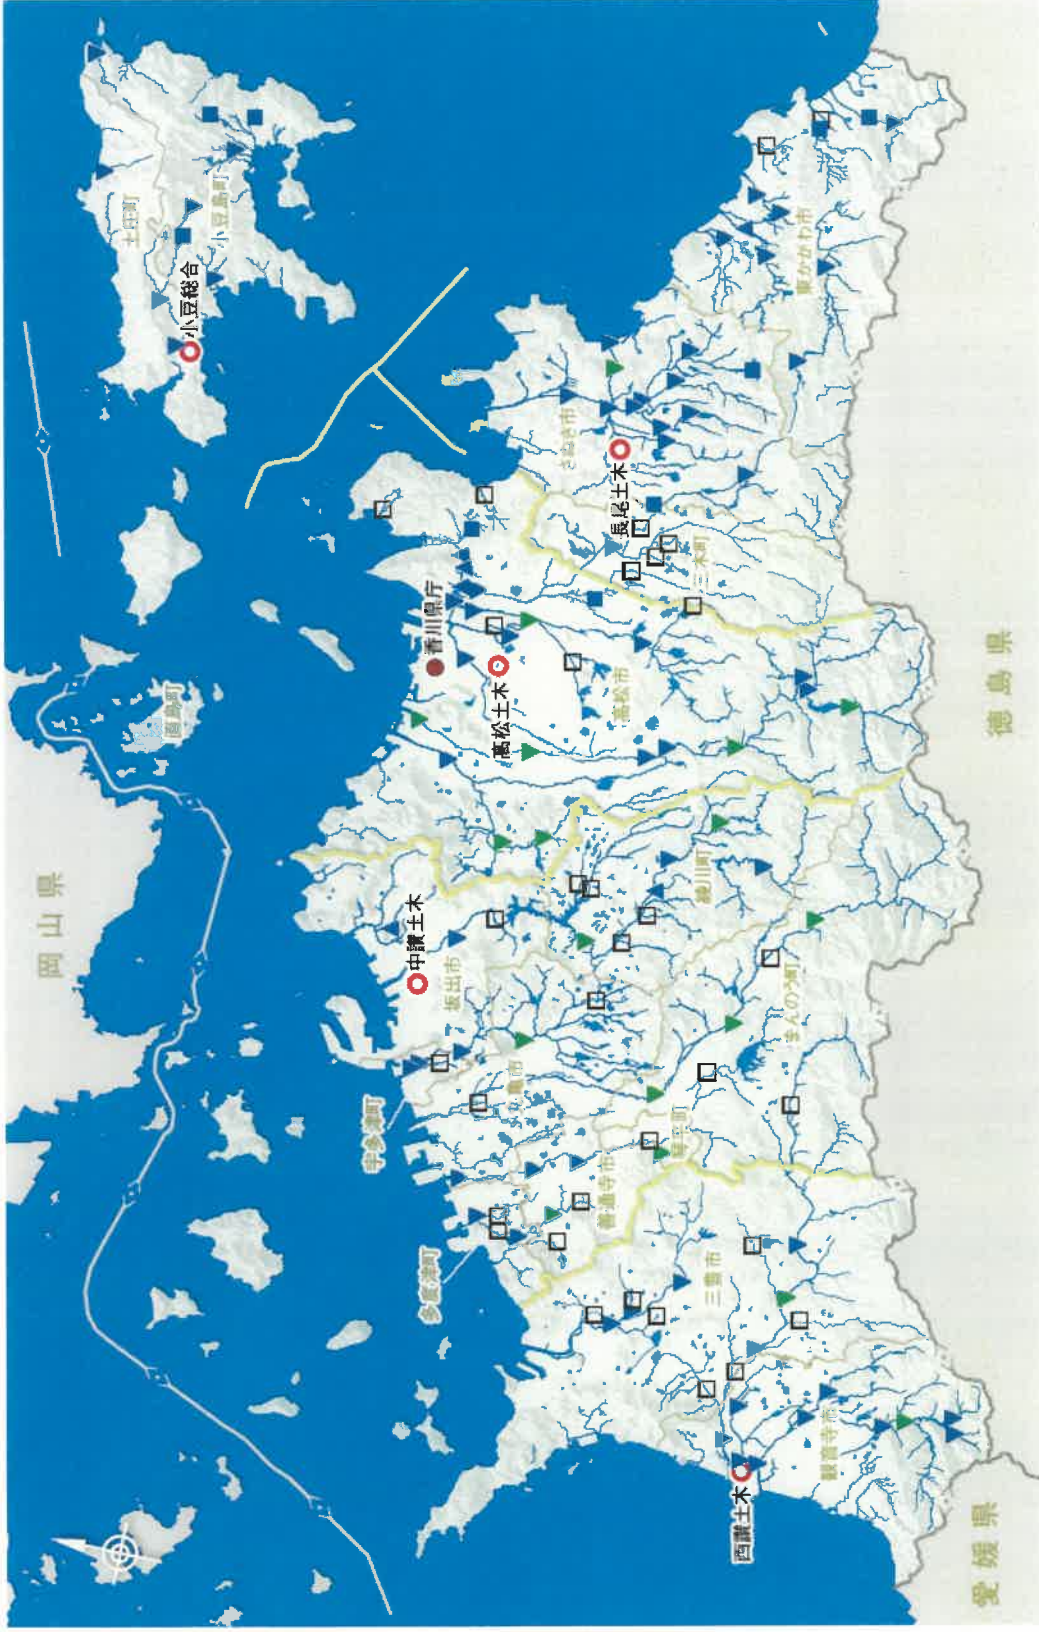 岡山県
直島町
土庄町
小豆島町
小豆総合
香川県庁
高松土木
高松市
さぬき市
長尾土木
三木町
東かがわ市
中讃土木
坂出市
宇多津町
丸亀市
綾川町
まんのう町
琴平町
善通寺市
多度津町
三豊市
観音寺市
西讃土木
愛媛県
徳島県